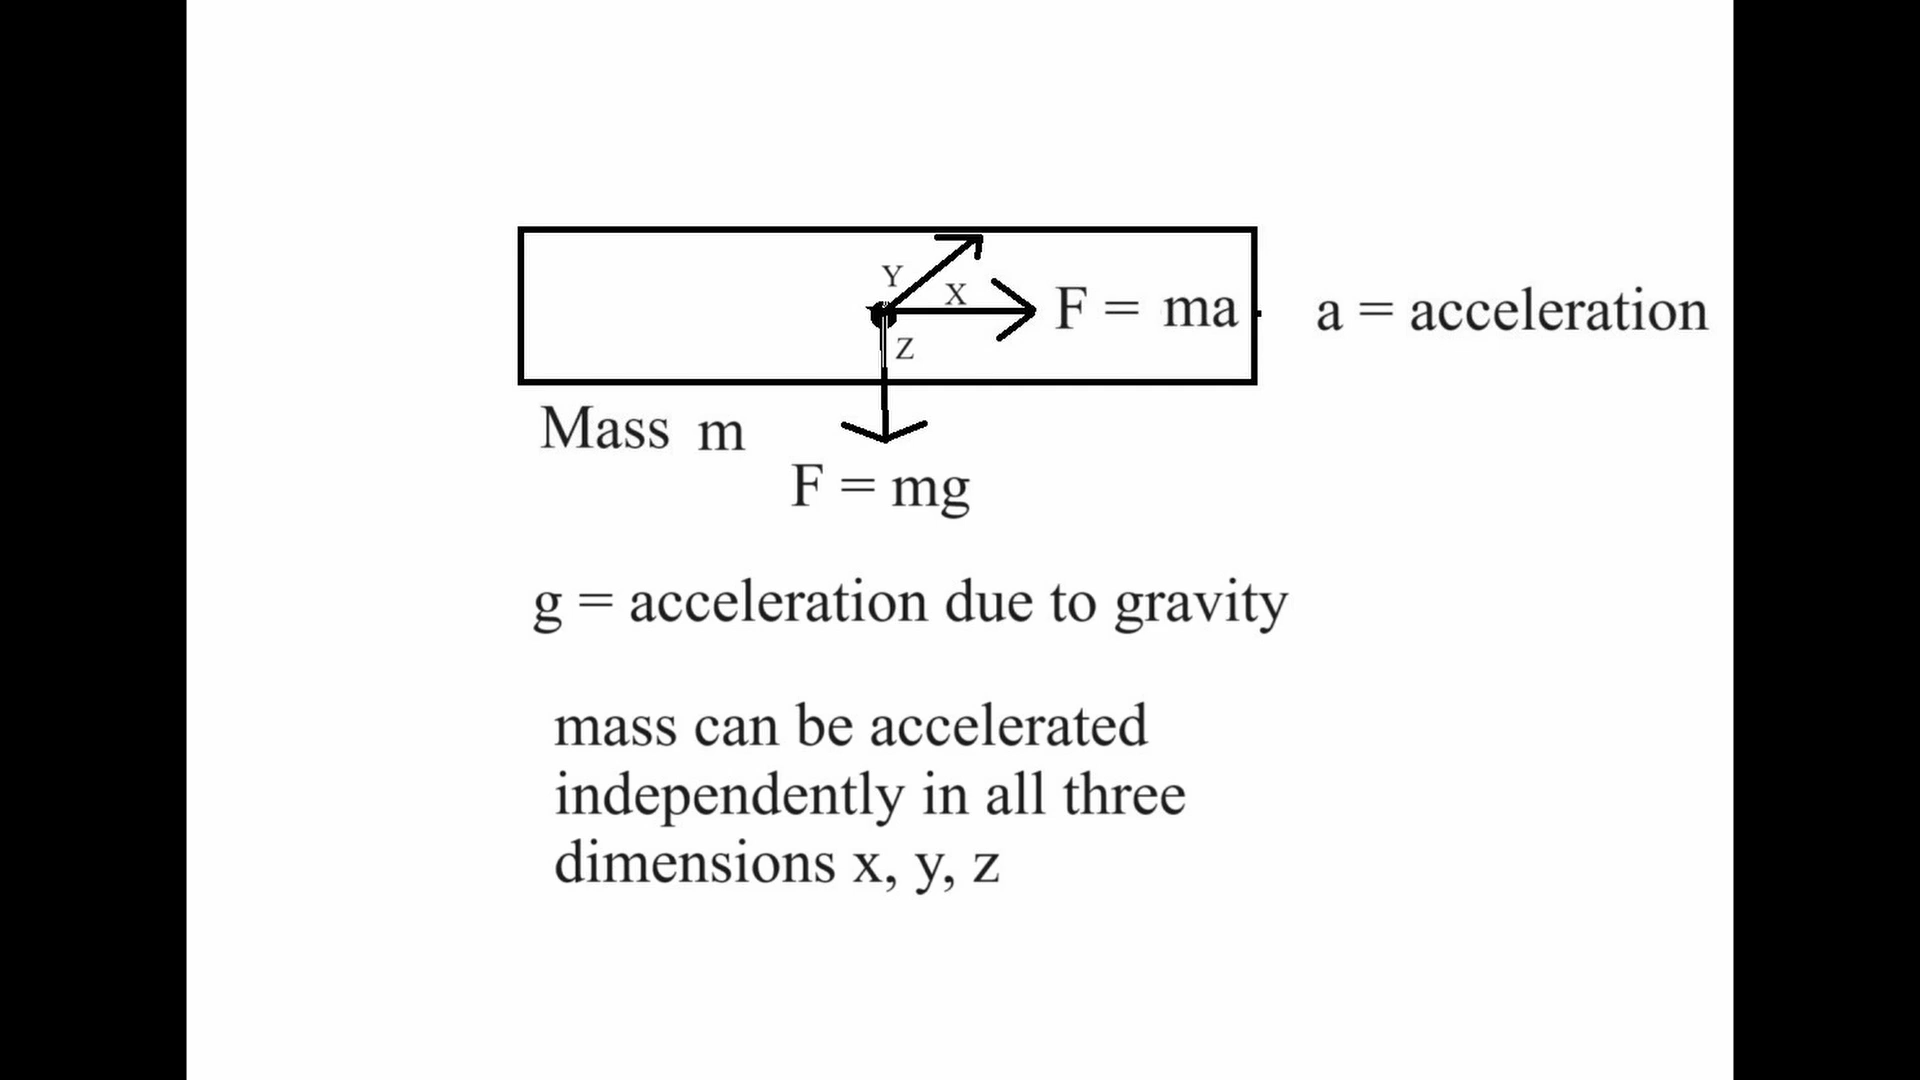 Y
X
F = ma
a = acceleration
Z
Mass m
F = mg
g = acceleration due to gravity
mass can be accelerated
independently in all three
dimensions x, y, z